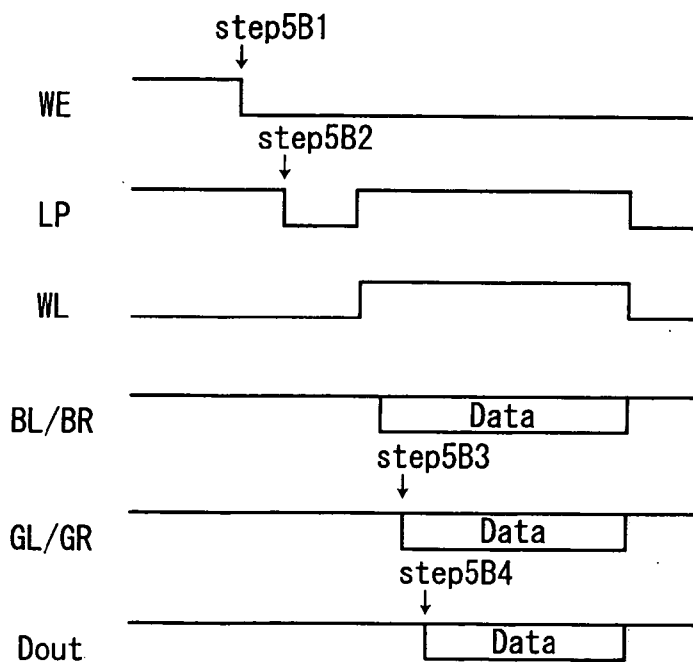 step5B1
WE
step5B2
LP
WL
BL/BR
Data
step5B3
GL/GR
Data
step5B4
Dout
Data